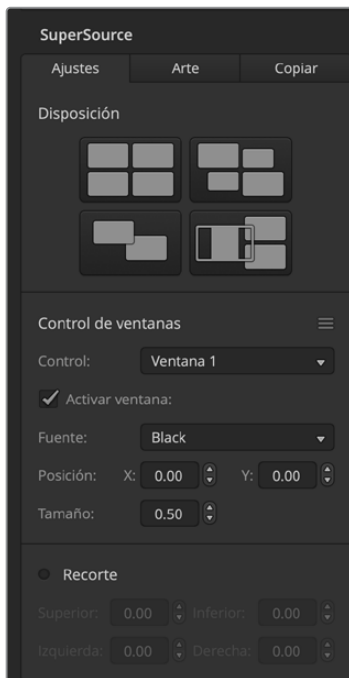 SuperSource
Ajustes Arte Copiar
Disposición
Control de ventanas
Control: Ventana 1
Activar ventana:
Fuente: Black
Posición: X: 0.00 Y: 0.00
Tamaño: 0.50
Recorte
Superior: 0.00 Inferior: 0.00
Izquierda: 0.00 Derecha: 0.00